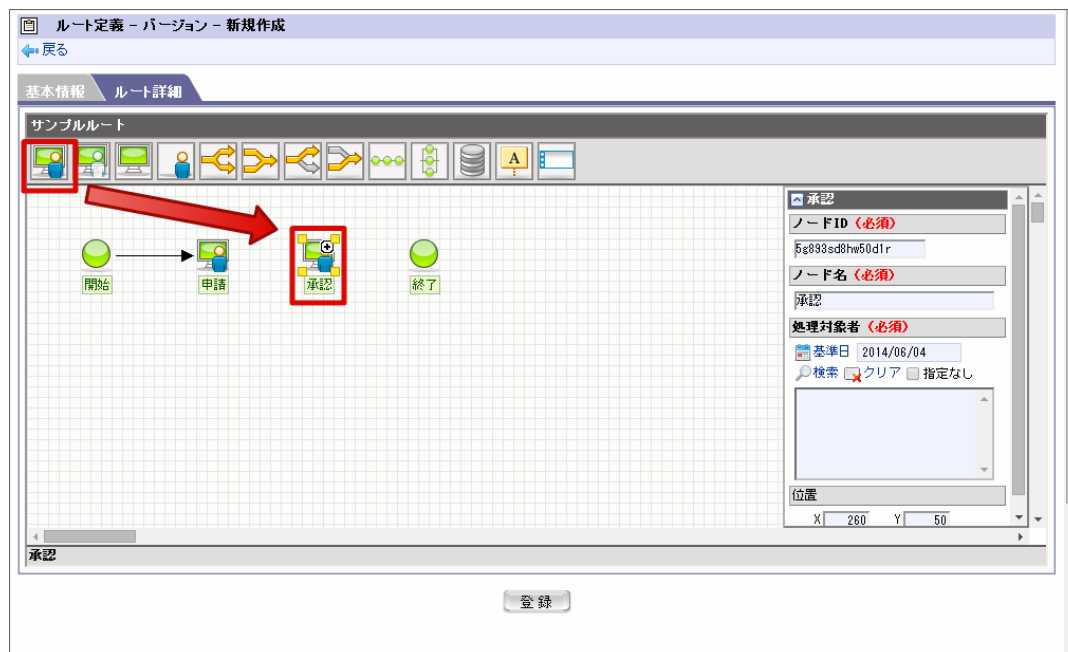 ルート定義 - バージョン - 新規作成
戻る
基本情報
ルート詳細
サンプルルート
A
承認
ノードID (必須)
5g893sd8hw50d1r
ノード名 (必須)
承認
処理対象者 (必須)
基準日 2014/06/04
検索 クリア 指定なし
位置
X 260 Y 50
開始
申請
承認
終了
承認
登録